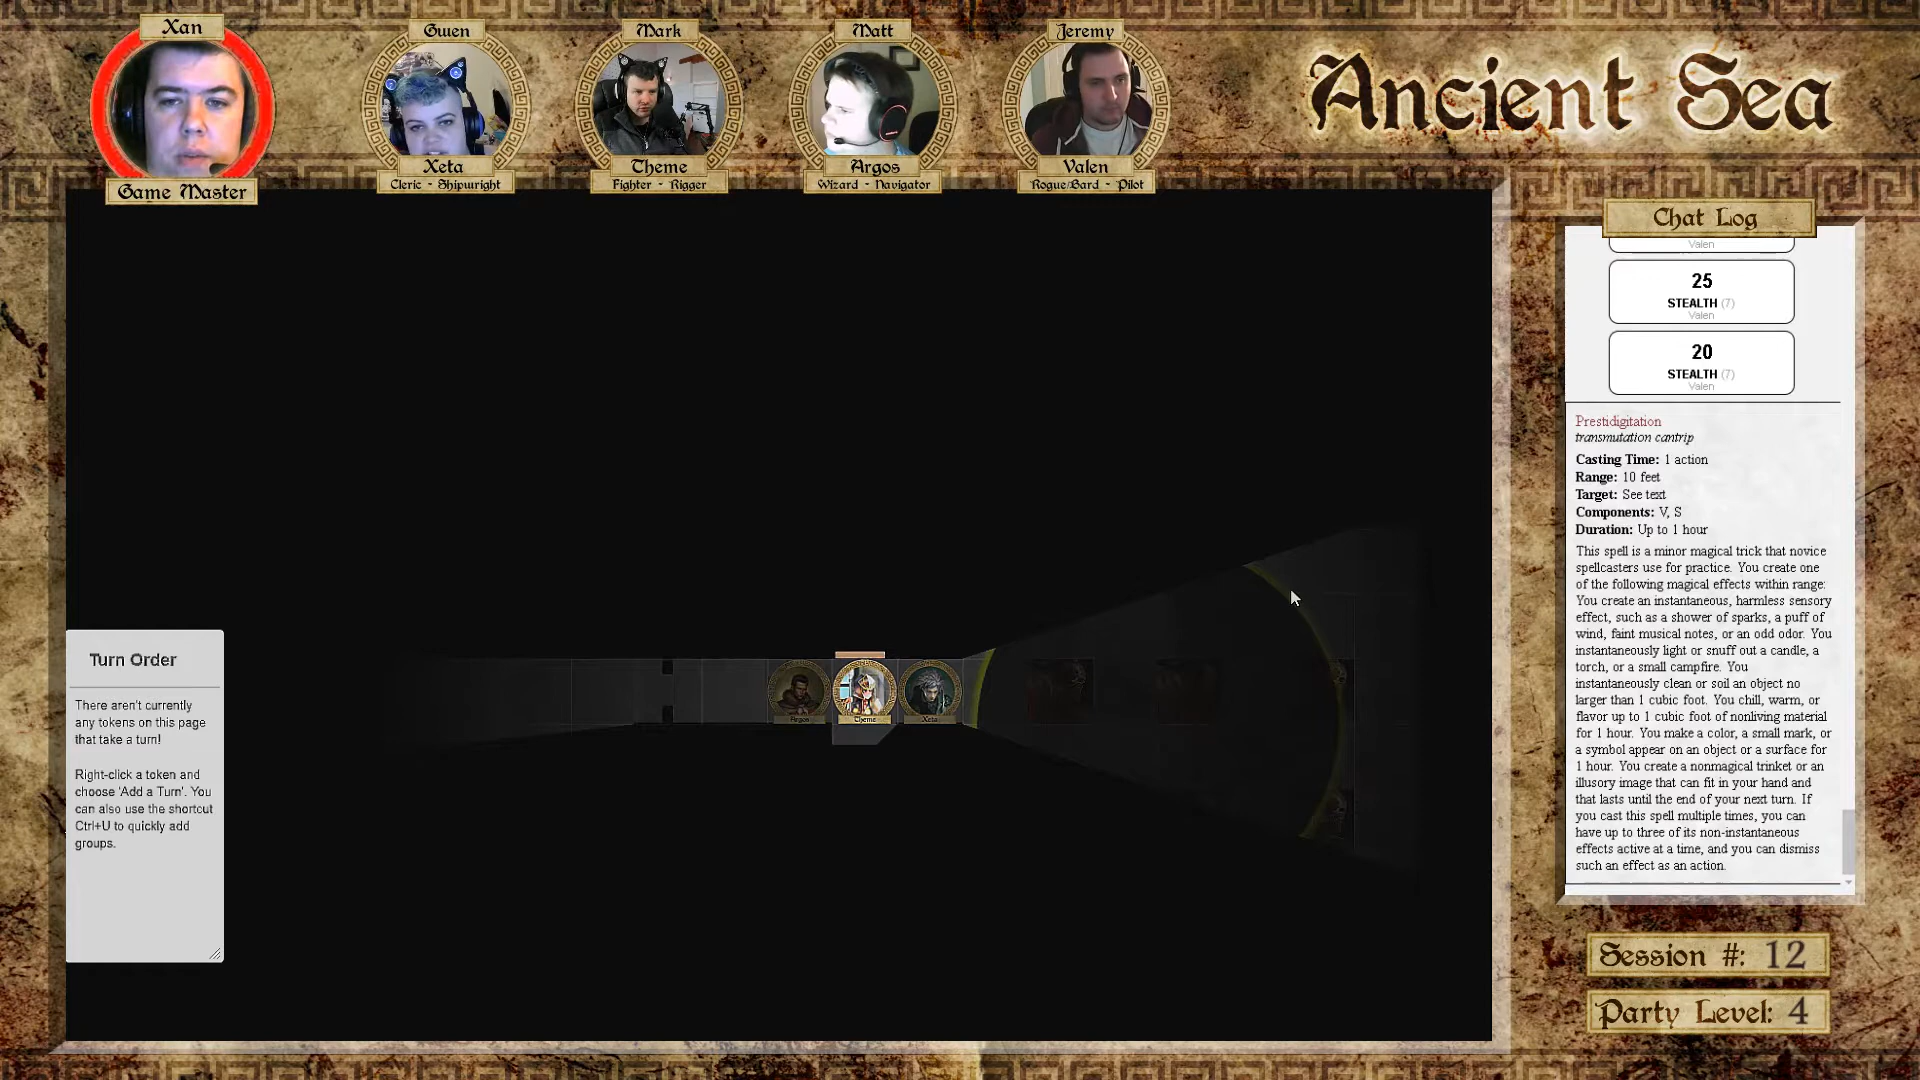 Xan
Game Master
Gwen
Xeta
Cleric - Shipwright
Mark
Theme
Fighter - Rigger
Matt
Argos
Wizard - Navigator
Jeremy
Valen
Rogue/Bard - Pilot
Ancient Sea
Chat Log
Valen
25
STEALTH (7)
Valen
20
STEALTH (7)
Valen
Prestidigitation
transmutation cantrip
Casting Time: 1 action
Range: 10 feet
Target: See text
Components: V, S
Duration: Up to 1 hour
This spell is a minor magical trick that novice
spellcasters use for practice. You create one
of the following magical effects within range:
You create an instantaneous, harmless sensory
effect, such as a shower of sparks, a puff of
wind, faint musical notes, or an odd odor. You
instantaneously light or snuff out a candle, a
torch, or a small campfire. You
instantaneously clean or soil an object no
larger than 1 cubic foot. You chill, warm, or
flavor up to 1 cubic foot of nonliving material
for 1 hour. You make a color, a small mark, or
a symbol appear on an object or a surface for
1 hour. You create a nonmagical trinket or an
illusory image that can fit in your hand and
that lasts until the end of your next turn. If
you cast this spell multiple times, you can
have up to three of its non-instantaneous
effects active at a time, and you can dismiss
such an effect as an action.
Turn Order
There aren't currently
any tokens on this page
that take a turn!
Right-click a token and
choose 'Add a Turn'. You
can also use the shortcut
Ctrl+U to quickly add
groups.
Argos
Theme
Xeta
Session #: 12
Party Level: 4